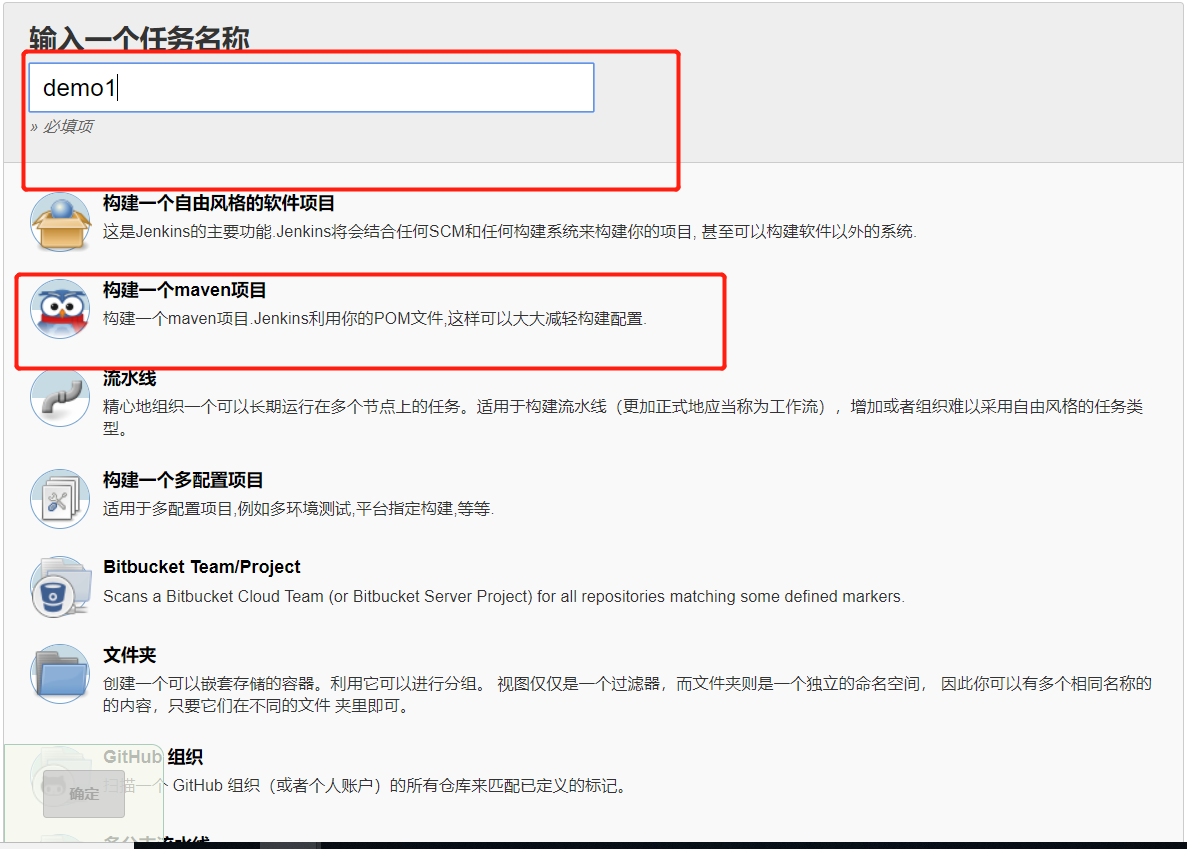 输入一个任务名称
demo1
» 必填项
构建一个自由风格的软件项目
这是Jenkins的主要功能.Jenkins将会结合任何SCM和任何构建系统来构建你的项目, 甚至可以构建软件以外的系统.
构建一个maven项目
构建一个maven项目.Jenkins利用你的POM文件,这样可以大大减轻构建配置.
流水线
精心地组织一个可以长期运行在多个节点上的任务。适用于构建流水线（更加正式地应当称为工作流），增加或者组织难以采用自由风格的任务类
型。
构建一个多配置项目
适用于多配置项目,例如多环境测试,平台指定构建,等等.
Bitbucket Team/Project
Scans a Bitbucket Cloud Team (or Bitbucket Server Project) for all repositories matching some defined markers.
文件夹
创建一个可以嵌套存储的容器。利用它可以进行分组。 视图仅仅是一个过滤器，而文件夹则是一个独立的命名空间， 因此你可以有多个相同名称的
的内容，只要它们在不同的文件 夹里即可。
GitHub 组织
扫描一个 GitHub 组织（或者个人账户）的所有仓库来匹配已定义的标记。
确定
多分支流水线